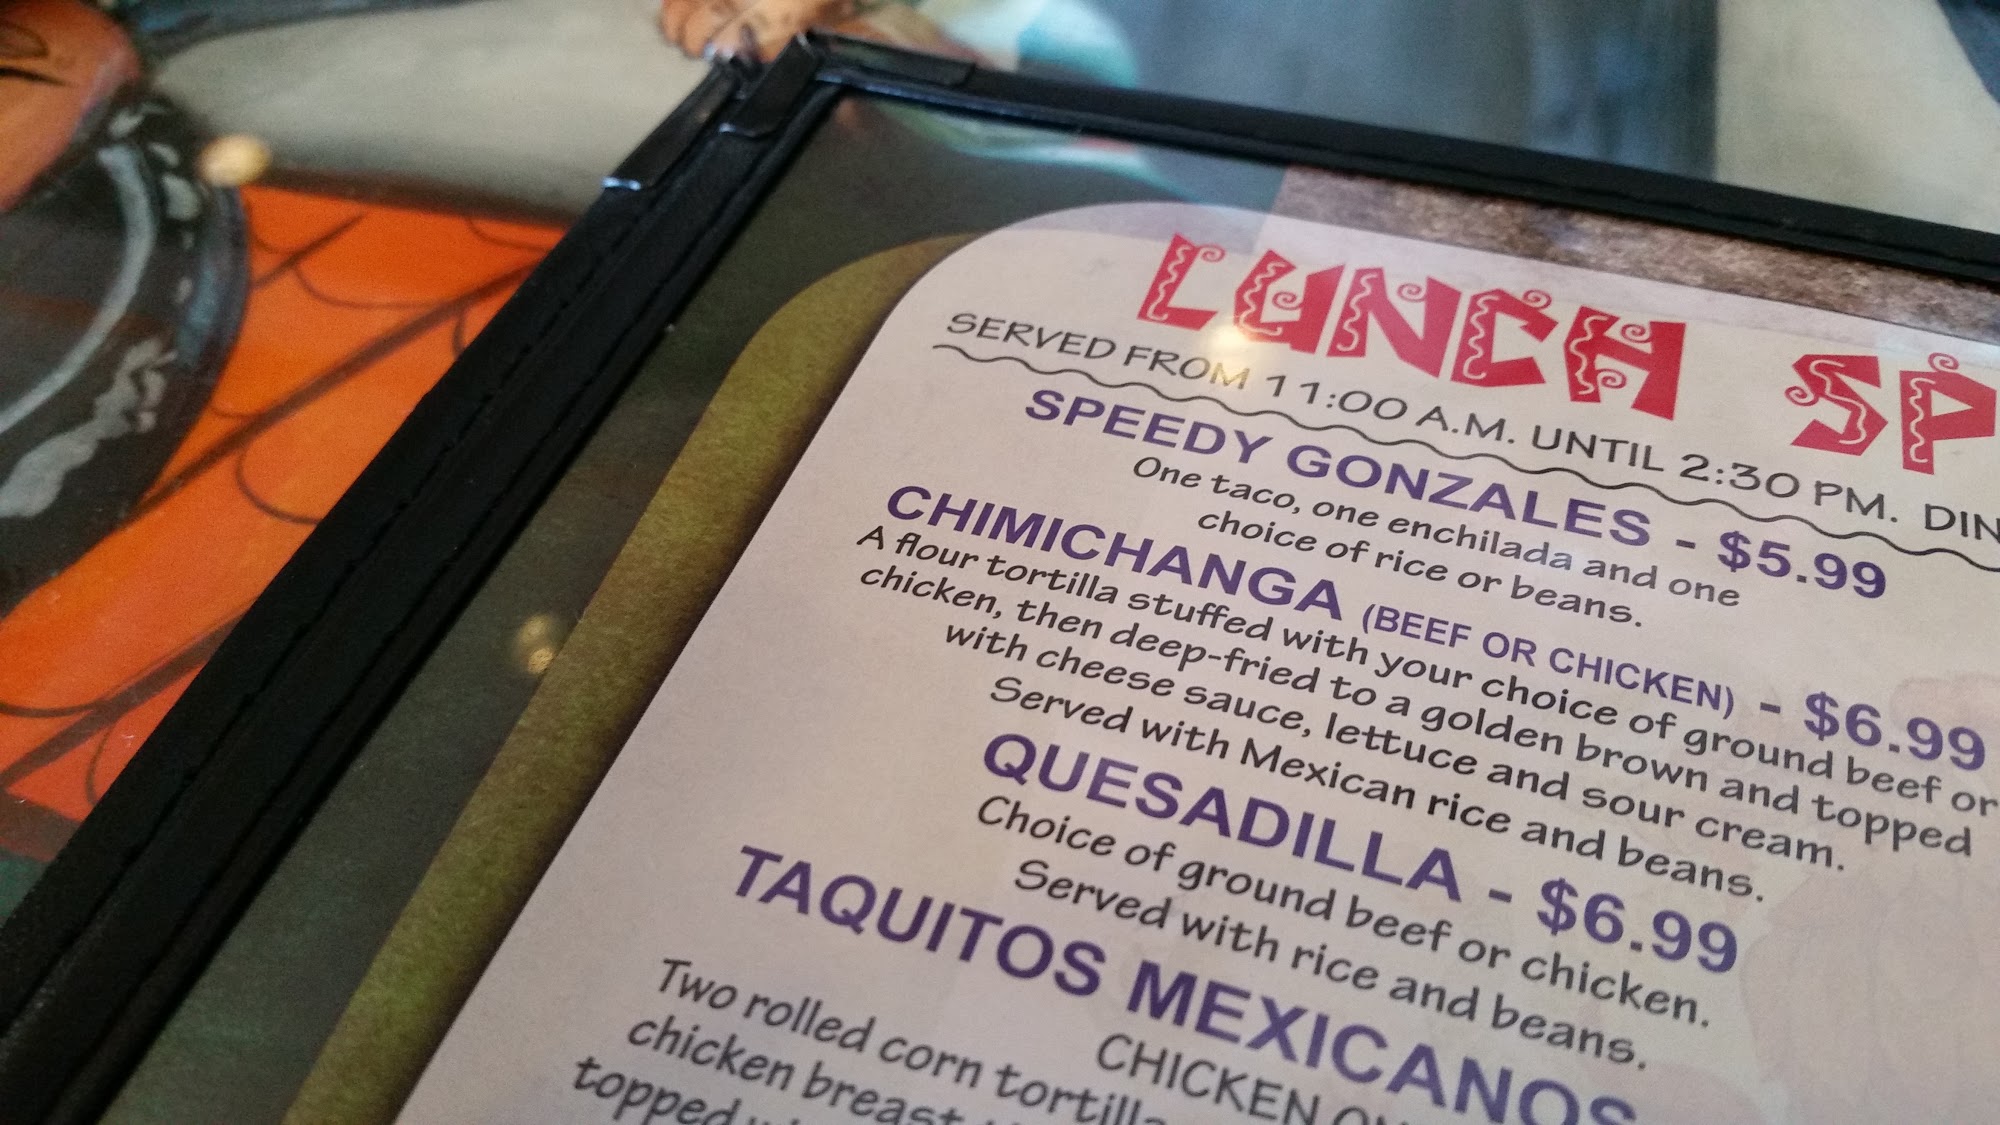 LUNCH SP
SERVED FROM 11:00 A.M. UNTIL 2:30 PM. DIN
SPEEDY GONZALES - $5.99
One taco, one enchilada and one
choice of rice or beans.
CHIMICHANGA (BEEF OR CHICKEN) - $6.99
A flour tortilla stuffed with your choice of ground beef or
chicken, then deep-fried to a golden brown and topped
with cheese sauce, lettuce and sour cream.
Served with Mexican rice and beans.
QUESADILLA - $6.99
Choice of ground beef or chicken.
Served with rice and beans.
TAQUITOS MEXICANOS
CHICKEN
Two rolled corn tortilla
chicken breast
topped